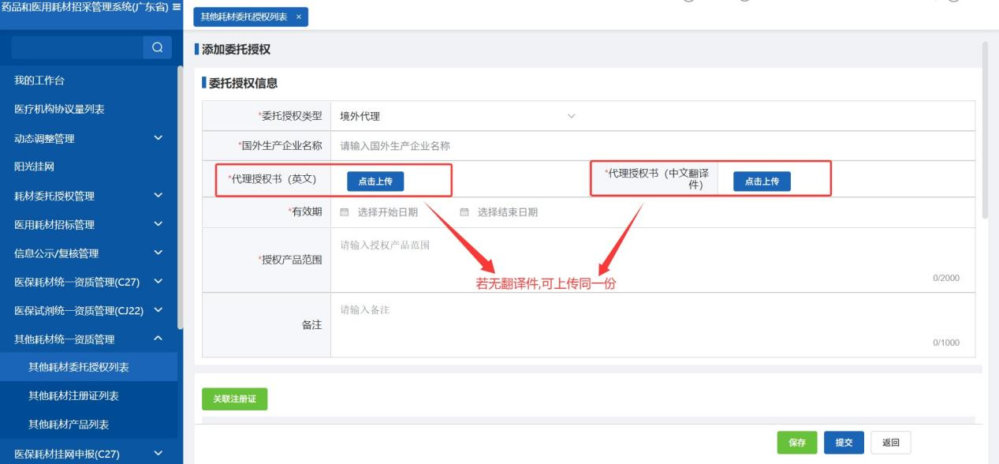 药品和医用耗材招采管理系统(广东省)
其他耗材委托授权列表 ×
添加委托授权
我的工作台
医疗机构协议量列表
动态调整管理
阳光挂网
耗材委托授权管理
医用耗材招标管理
信息公示/复核管理
医保耗材统一资质管理(C27)
医保试剂统一资质管理(CJ22)
其他耗材统一资质管理
其他耗材委托授权列表
其他耗材注册证列表
其他耗材产品列表
医保耗材挂网申报(C27)
委托授权信息
*委托授权类型 境外代理
*国外生产企业名称 请输入国外生产企业名称
*代理授权书（英文） 点击上传
*代理授权书（中文翻译
件） 点击上传
*有效期 选择开始日期 选择结束日期
*授权产品范围 请输入授权产品范围
0/2000
若无翻译件,可上传同一份
备注 请输入备注
0/1000
关联注册证
保存 提交 返回